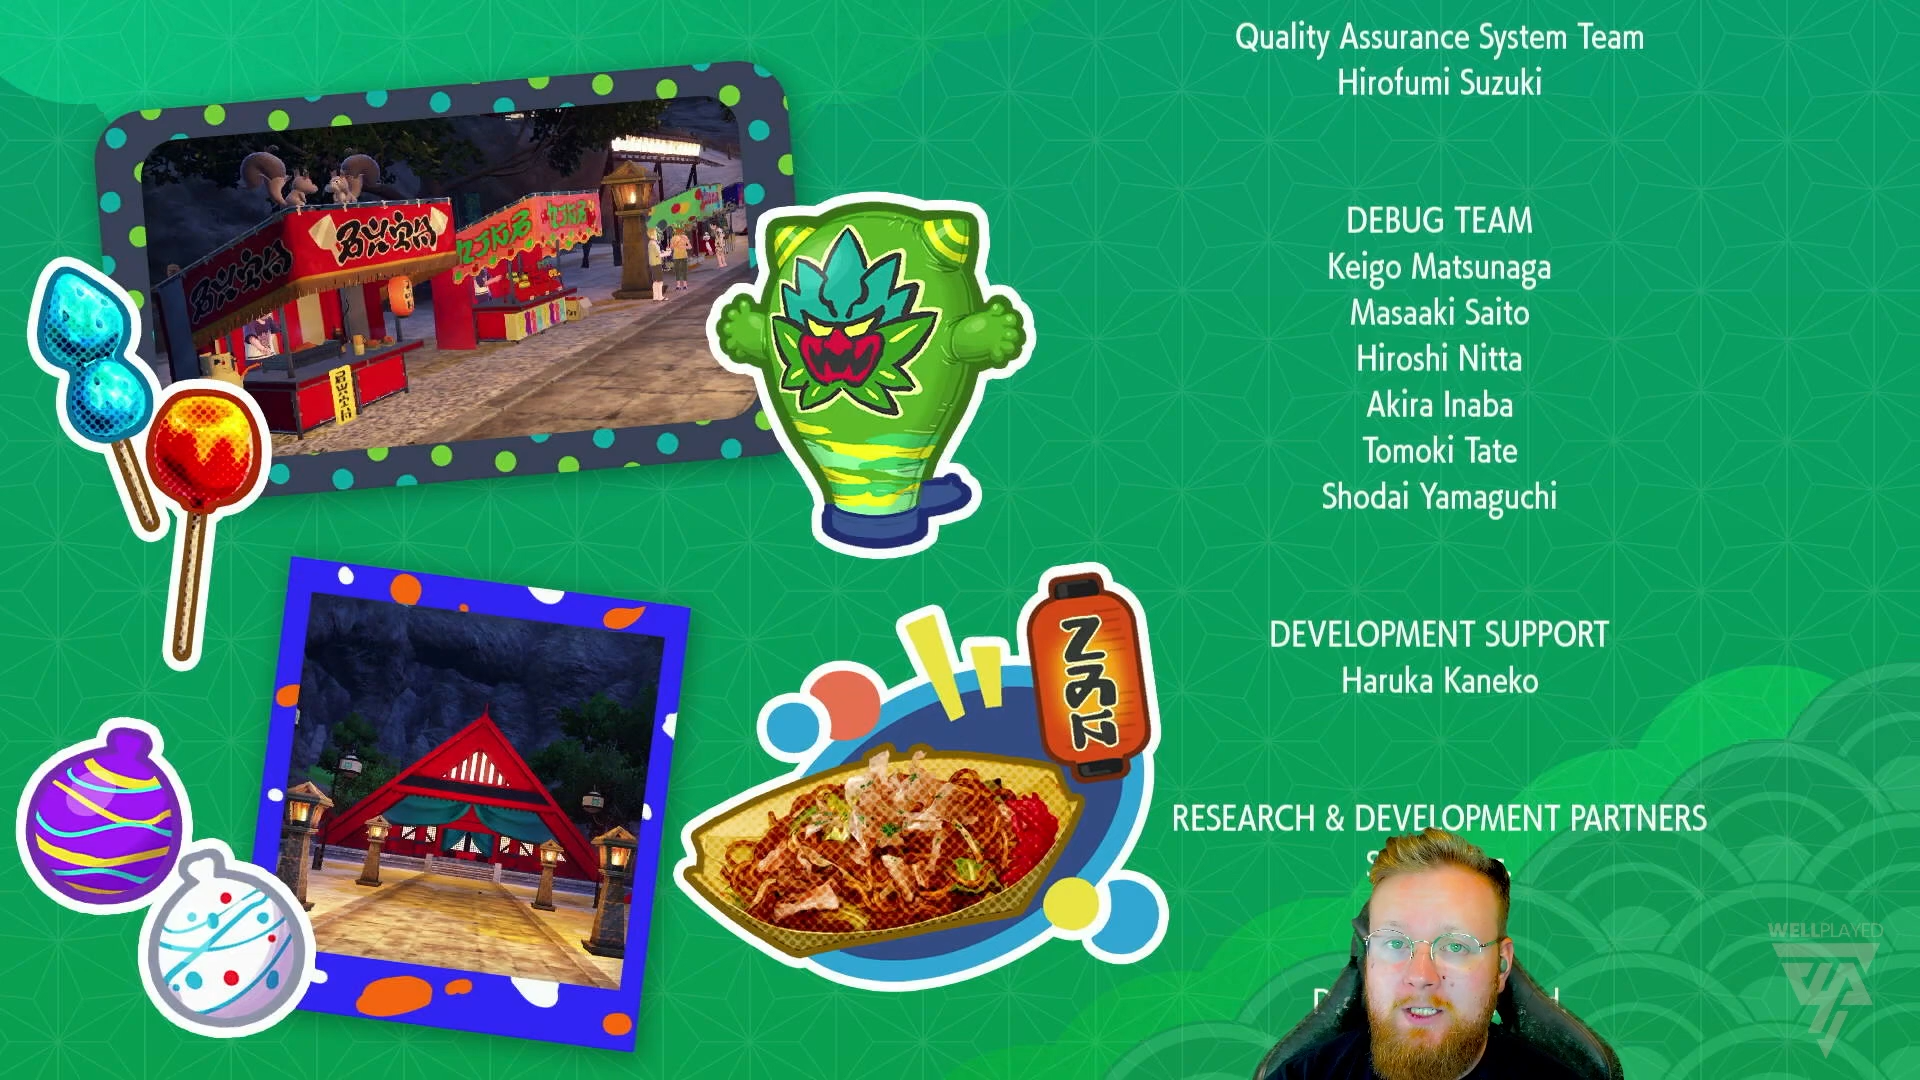 Quality Assurance System Team
Hirofumi Suzuki
DEBUG TEAM
Keigo Matsunaga
Masaaki Saito
Hiroshi Nitta
Akira Inaba
Tomoki Tate
Shodai Yamaguchi
DEVELOPMENT SUPPORT
Haruka Kaneko
RESEARCH & DEVELOPMENT PARTNERS
WELLPLAYED